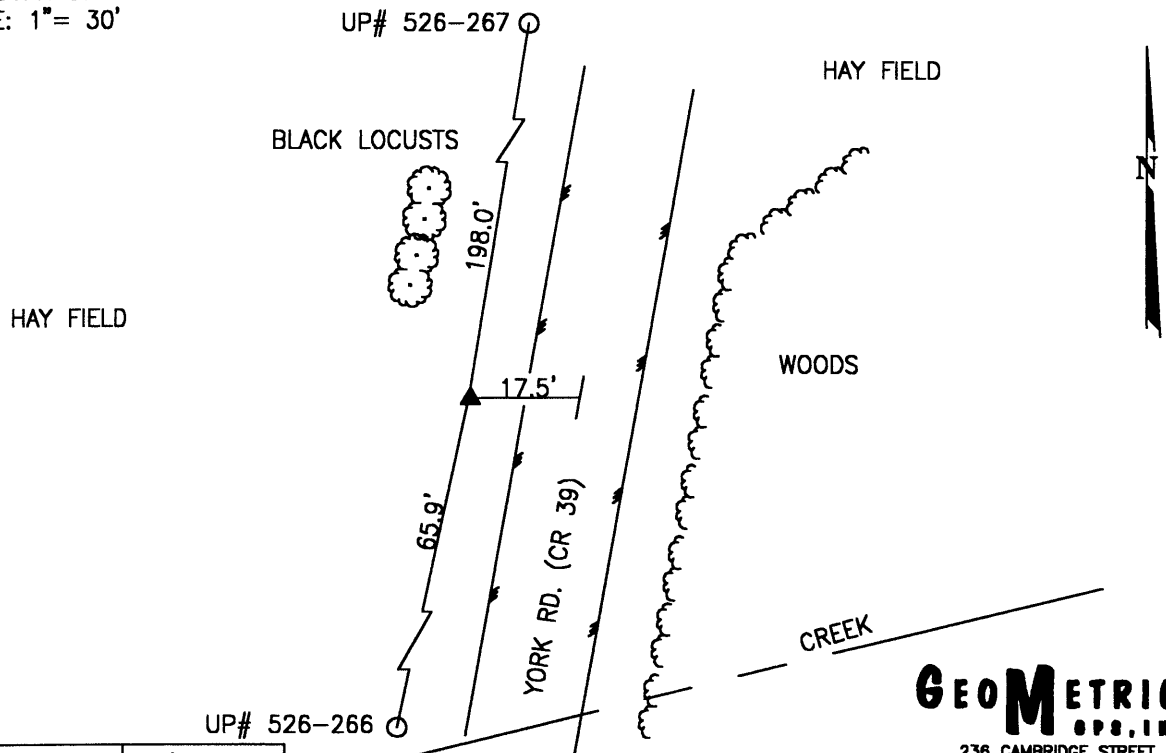 E: 1"= 30'
UP# 526-267
HAY FIELD
BLACK LOCUSTS
N
198.0'
HAY FIELD
WOODS
17.5'
65.9'
YORK RD. (CR 39)
CREEK
GEOMETRIC
GPS, IN
UP# 526-266
236 CAMBRIDGE STREET